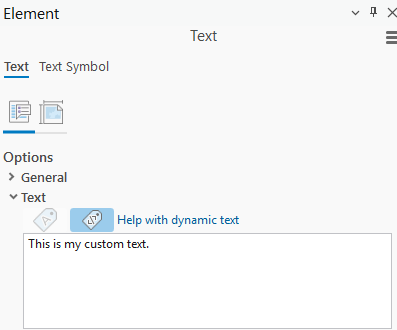 Element
Text
Text Text Symbol
Options
General
Text
Help with dynamic text
This is my custom text.